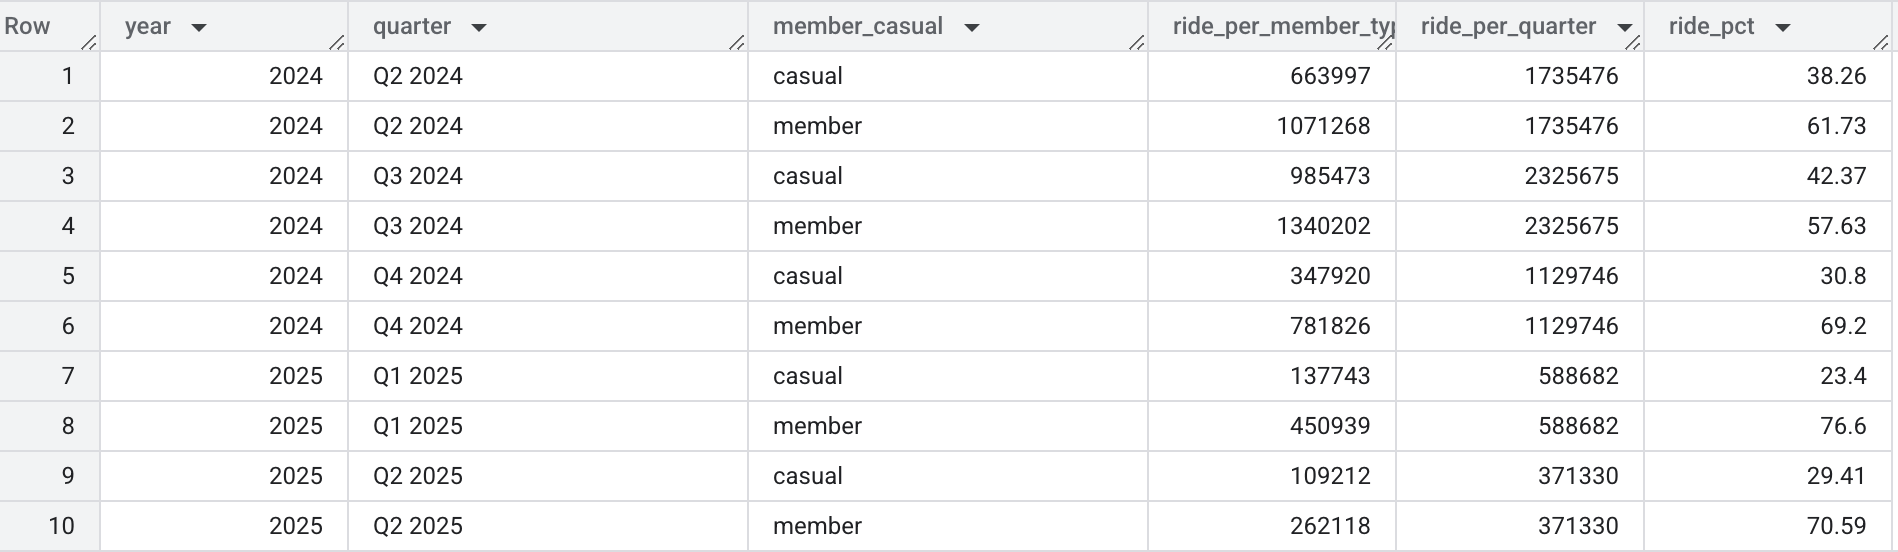 Row year quarter member_casual ride_per_member_typ ride_per_quarter ride_pct
1 2024 Q2 2024 casual 663997 1735476 38.26
2 2024 Q2 2024 member 1071268 1735476 61.73
3 2024 Q3 2024 casual 985473 2325675 42.37
4 2024 Q3 2024 member 1340202 2325675 57.63
5 2024 Q4 2024 casual 347920 1129746 30.8
6 2024 Q4 2024 member 781826 1129746 69.2
7 2025 Q1 2025 casual 137743 588682 23.4
8 2025 Q1 2025 member 450939 588682 76.6
9 2025 Q2 2025 casual 109212 371330 29.41
10 2025 Q2 2025 member 262118 371330 70.59